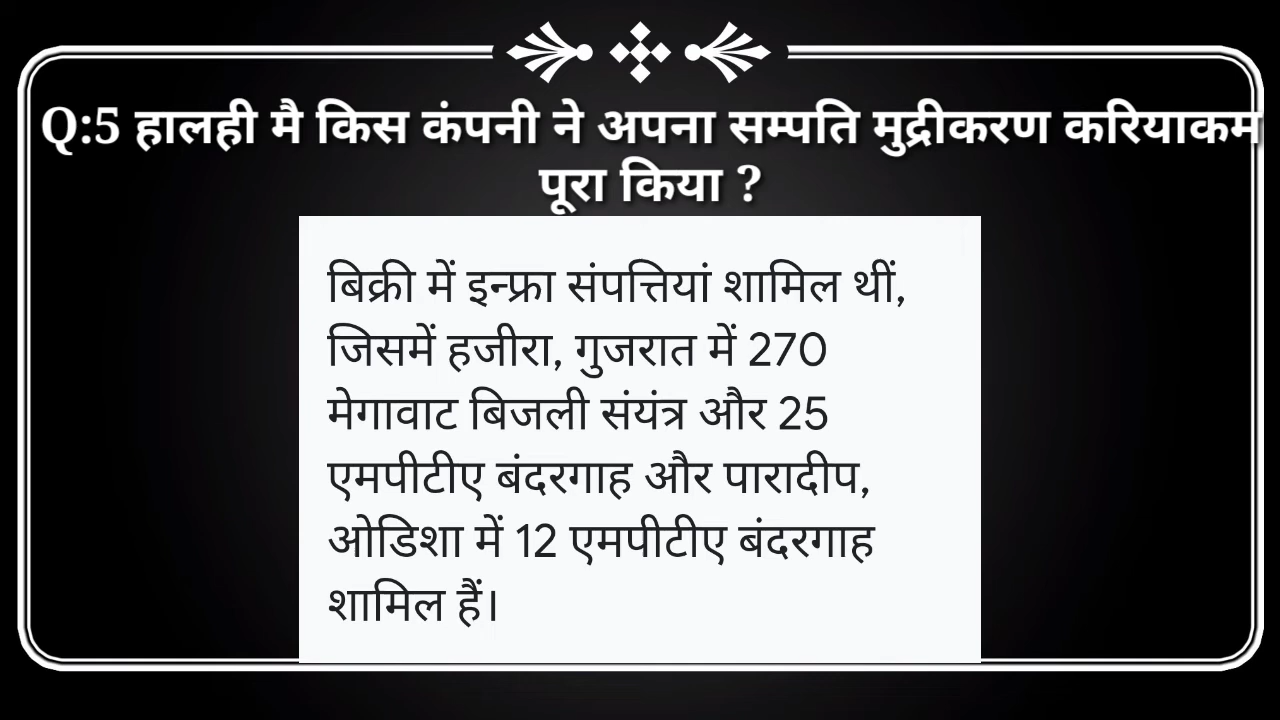 Q:5 हालही मै किस कंपनी ने अपना सम्पति मुद्रीकरण करियाकम
पूरा किया ?
बिक्री में इन्फ्रा संपत्तियां शामिल थीं,
जिसमें हजीरा, गुजरात में 270
मेगावाट बिजली संयंत्र और 25
एमपीटीए बंदरगाह और पारादीप,
ओडिशा में 12 एमपीटीए बंदरगाह
शामिल हैं।